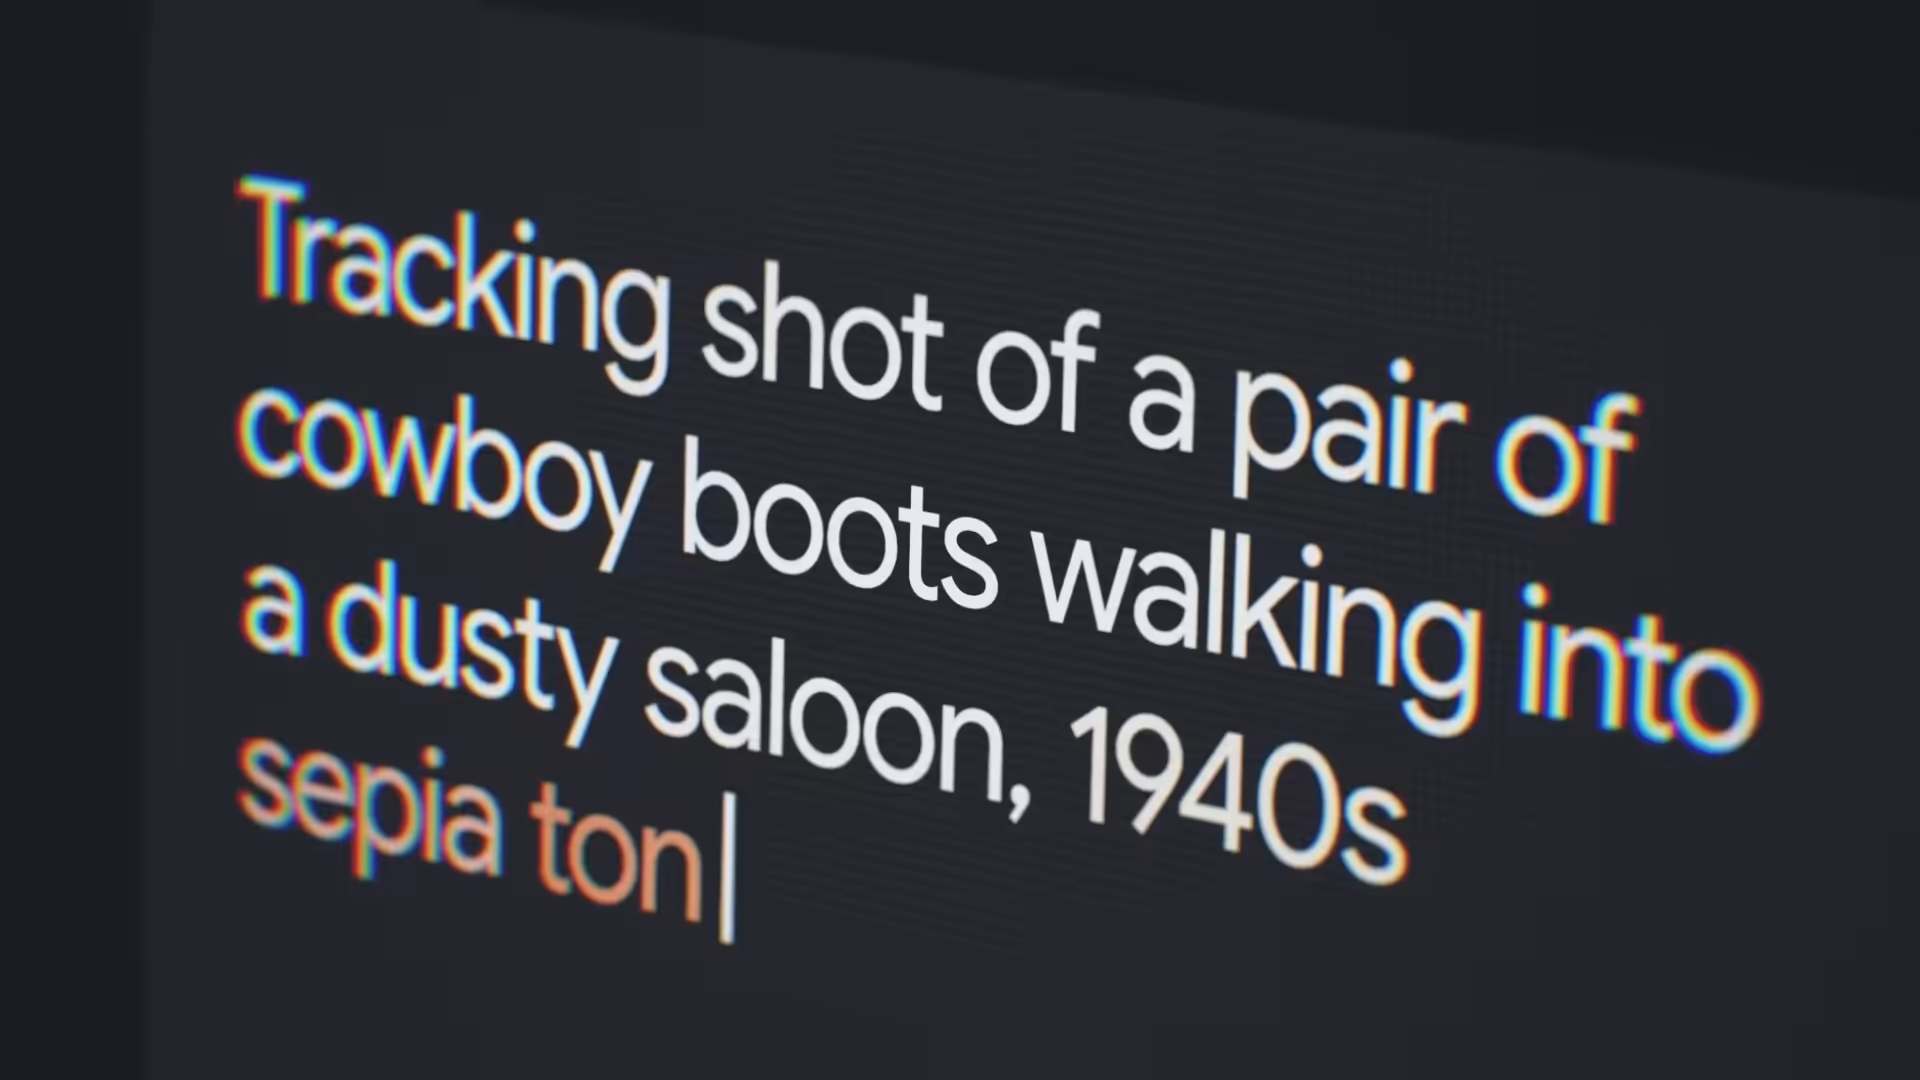 Tracking shot of a pair of
cowboy boots walking into
a dusty saloon, 1940s
sepia ton